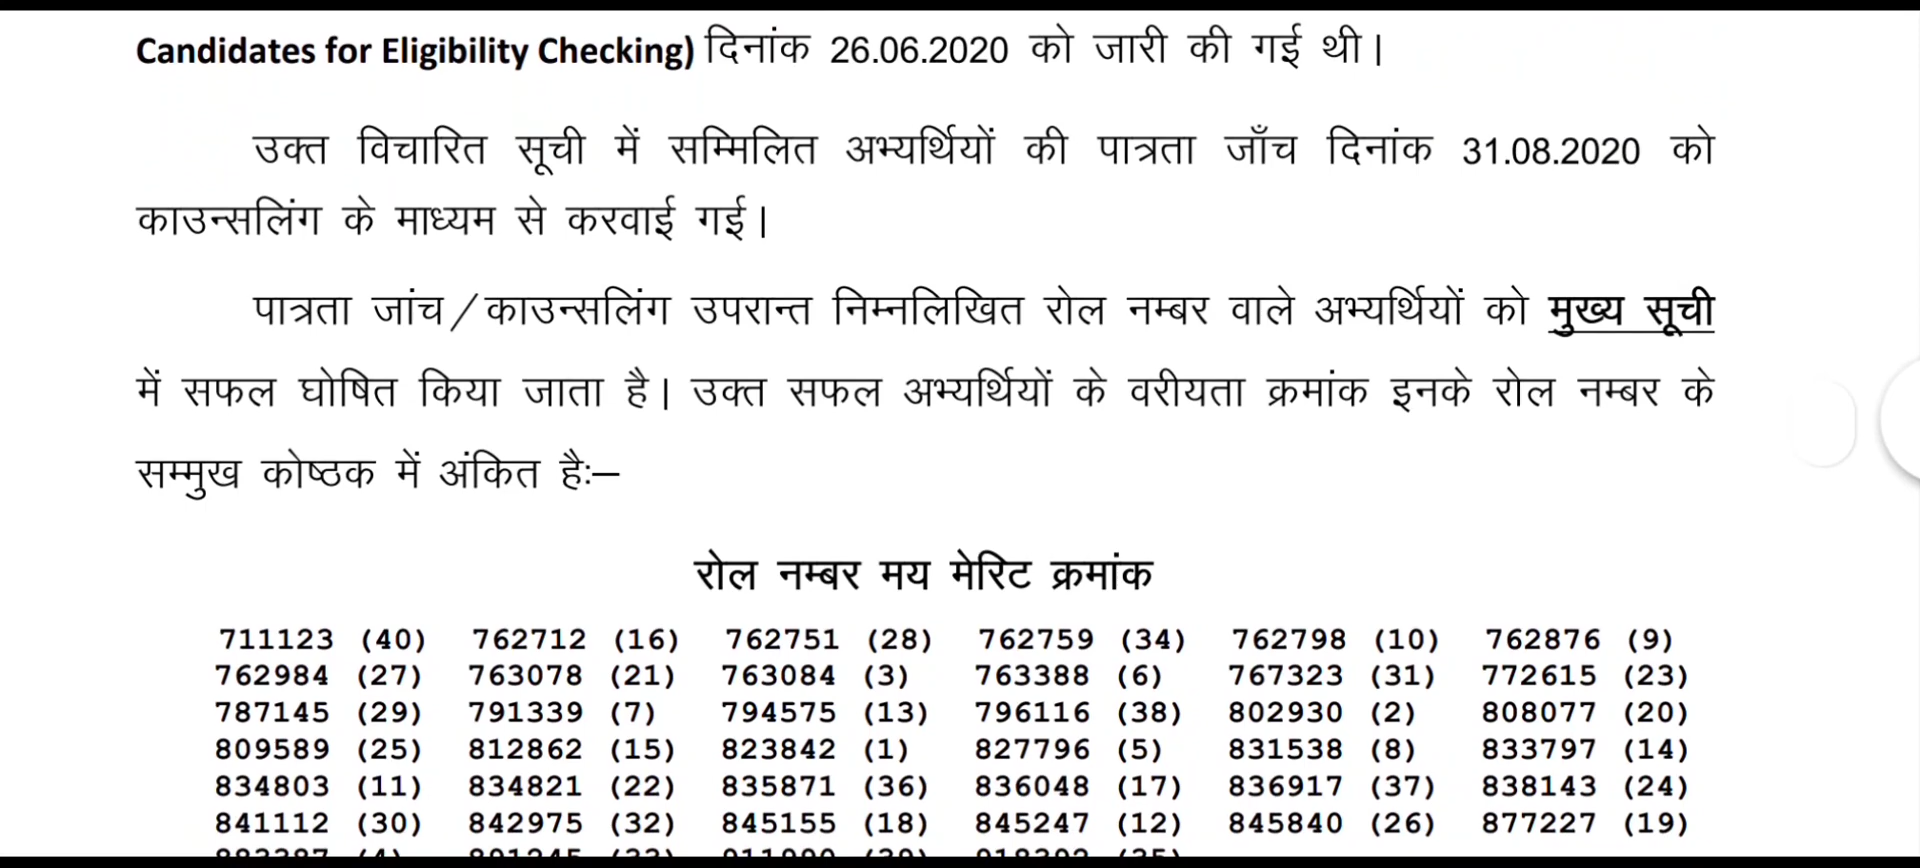 Candidates for Eligibility Checking) दिनांक 26.06.2020 को जारी की गई थी।
उक्त विचारित सूची में सम्मिलित अभ्यर्थियों की पात्रता जाँच दिनांक 31.08.2020 को
काउन्सलिंग के माध्यम से करवाई गई।
पात्रता जांच/काउन्सलिंग उपरान्त निम्नलिखित रोल नम्बर वाले अभ्यर्थियों को मुख्य सूची
में सफल घोषित किया जाता है। उक्त सफल अभ्यर्थियों के वरीयता क्रमांक इनके रोल नम्बर के
सम्मुख कोष्ठक में अंकित है:–
रोल नम्बर मय मेरिट क्रमांक
711123 (40) 762712 (16) 762751 (28) 762759 (34) 762798 (10) 762876 (9)
762984 (27) 763078 (21) 763084 (3) 763388 (6) 767323 (31) 772615 (23)
787145 (29) 791339 (7) 794575 (13) 796116 (38) 802930 (2) 808077 (20)
809589 (25) 812862 (15) 823842 (1) 827796 (5) 831538 (8) 833797 (14)
834803 (11) 834821 (22) 835871 (36) 836048 (17) 836917 (37) 838143 (24)
841112 (30) 842975 (32) 845155 (18) 845247 (12) 845840 (26) 877227 (19)